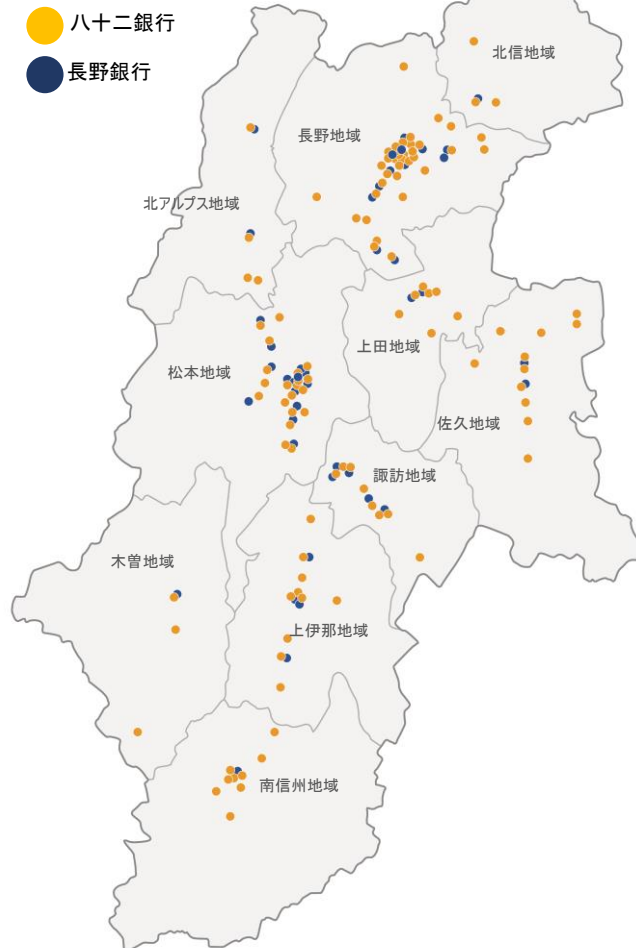 八十二銀行
長野銀行
北信地域
長野地域
北アルプス地域
上田地域
松本地域
佐久地域
諏訪地域
木曽地域
上伊那地域
南信州地域